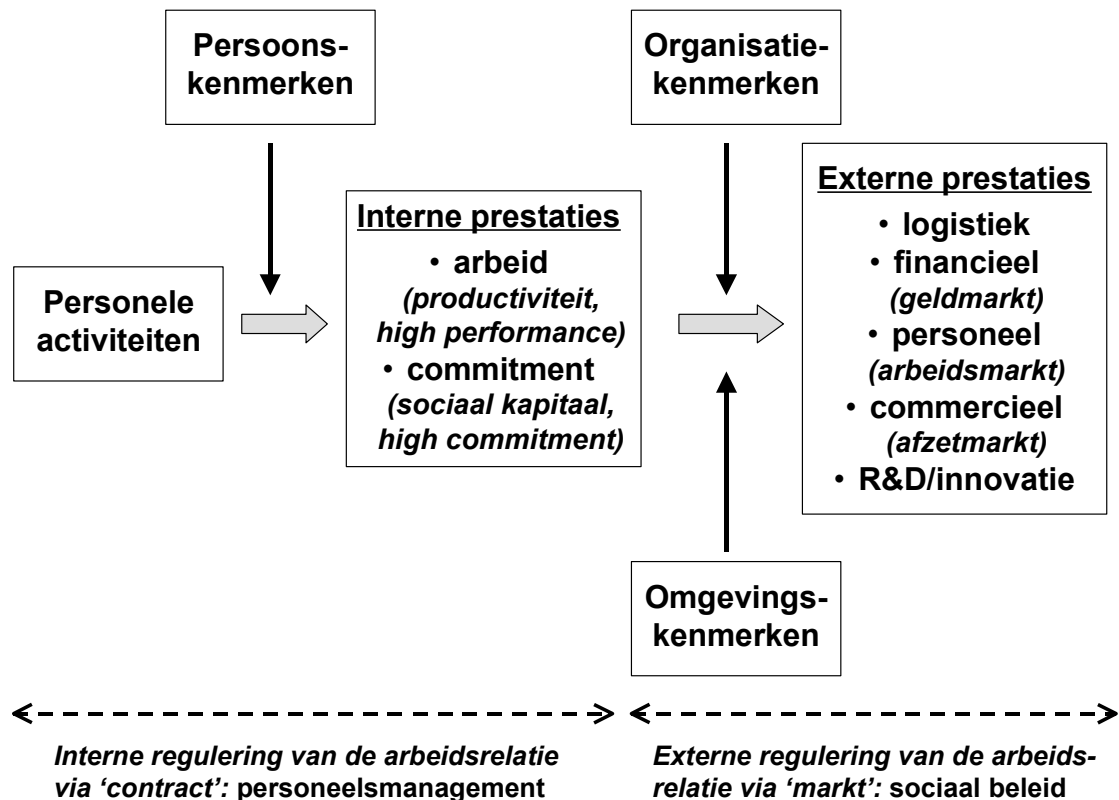 Persoons-
kenmerken
Organisatie-
kenmerken
Personele
activiteiten
Interne prestaties
• arbeid
(productiviteit,
high performance)
• commitment
(sociaal kapitaal,
high commitment)
Externe prestaties
• logistiek
• financieel
(geldmarkt)
• personeel
(arbeidsmarkt)
• commercieel
(afzetmarkt)
• R&D/innovatie
Omgevings-
kenmerken
Interne regulering van de arbeidsrelatie
via ‘contract’: personeelsmanagement
Externe regulering van de arbeids-
relatie via ‘markt’: sociaal beleid